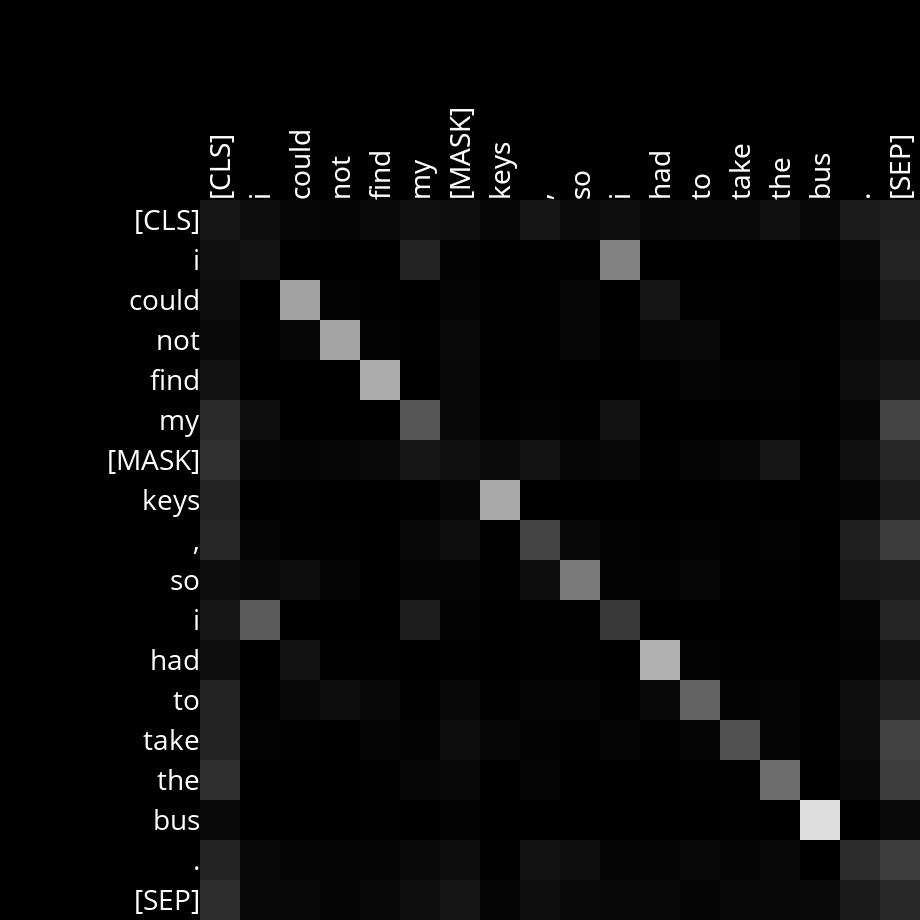 [CLS] i could not find my [MASK] keys , so i had to take the bus . [SEP]
[CLS]
i
could
not
find
my
[MASK]
keys
,
so
i
had
to
take
the
bus
.
[SEP]